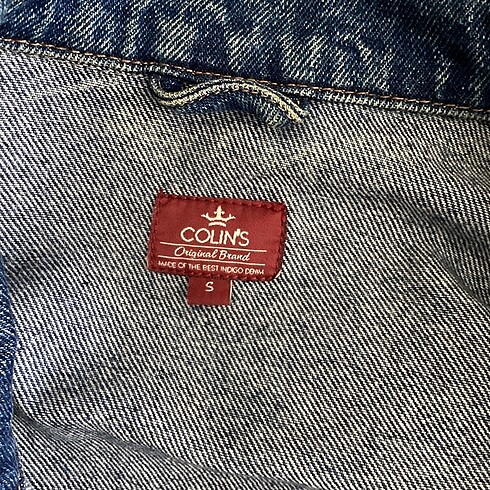 COLIN'S
Original Brand
MADE OF THE BEST INDIGO DENIM
S